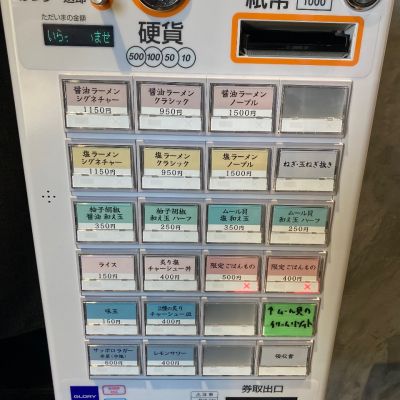 紙幣
1000
ただいまの金額
いらっ ませ
硬貨
500 100 50 10
醤油ラーメン
シグネチャー
1150円
醤油ラーメン
クラシック
950円
醤油ラーメン
ノーブル
1500円
塩ラーメン
シグネチャー
1150円
塩ラーメン
クラシック
950円
塩ラーメン
ノーブル
1500円
ねぎ・玉ねぎ抜き
柚子胡椒
醤油 和え玉
350円
柚子胡椒
和え玉 ハーフ
250円
ムール貝
塩 和え玉
350円
ムール貝
和え玉 ハーフ
250円
ライス
150円
炙り塩
チャーシュー丼
400円
限定ごはんもの
500円
限定ごはんもの
400円
味玉
150円
2種の炙り
チャーシュー皿
400円
↑ムール貝の
サッポロラガー
600円
レモンサワー
400円
領収書
GLORY
券取出口